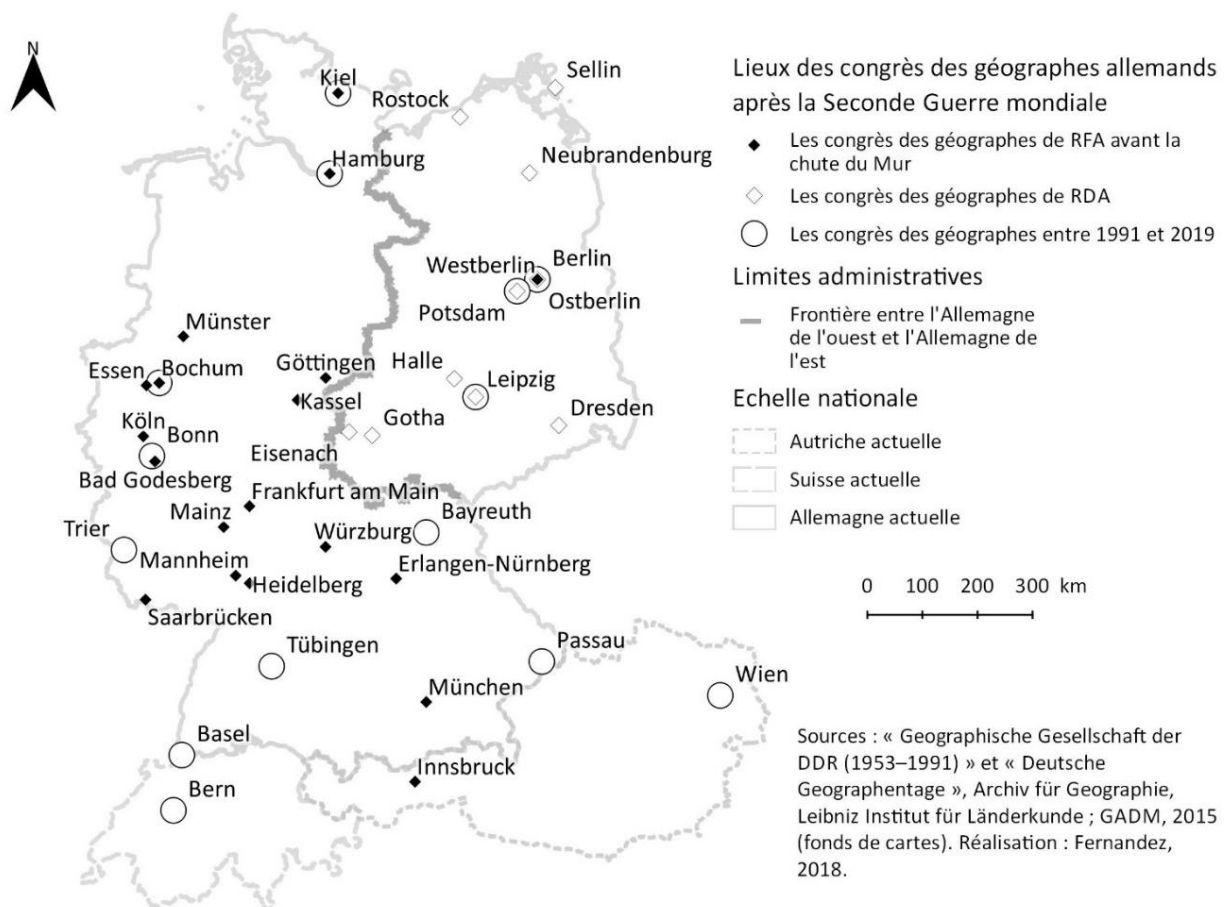 N
Kiel
Sellin
Rostock
Hamburg
Neubrandenburg
Westberlin
Berlin
Potsdam
Ostberlin
Münster
Göttingen
Halle
Essen
Bochum
Leipzig
Kassel
Köln
Gotha
Dresden
Bonn
Eisenach
Bad Godesberg
Frankfurt am Main
Mainz
Bayreuth
Trier
Würzburg
Mannheim
Erlangen-Nürnberg
Heidelberg
Saarbrücken
Tübingen
Passau
Wien
München
Basel
Innsbruck
Bern
Lieux des congrès des géographes allemands
après la Seconde Guerre mondiale
Les congrès des géographes de RFA avant la
chute du Mur
Les congrès des géographes de RDA
Les congrès des géographes entre 1991 et 2019
Limites administratives
Frontière entre l'Allemagne
de l'ouest et l'Allemagne de
l'est
Echelle nationale
Autriche actuelle
Suisse actuelle
Allemagne actuelle
0 100 200 300 km
Sources : « Geographische Gesellschaft der
DDR (1953–1991) » et « Deutsche
Geographentage », Archiv für Geographie,
Leibniz Institut für Länderkunde ; GADM, 2015
(fonds de cartes). Réalisation : Fernandez,
2018.